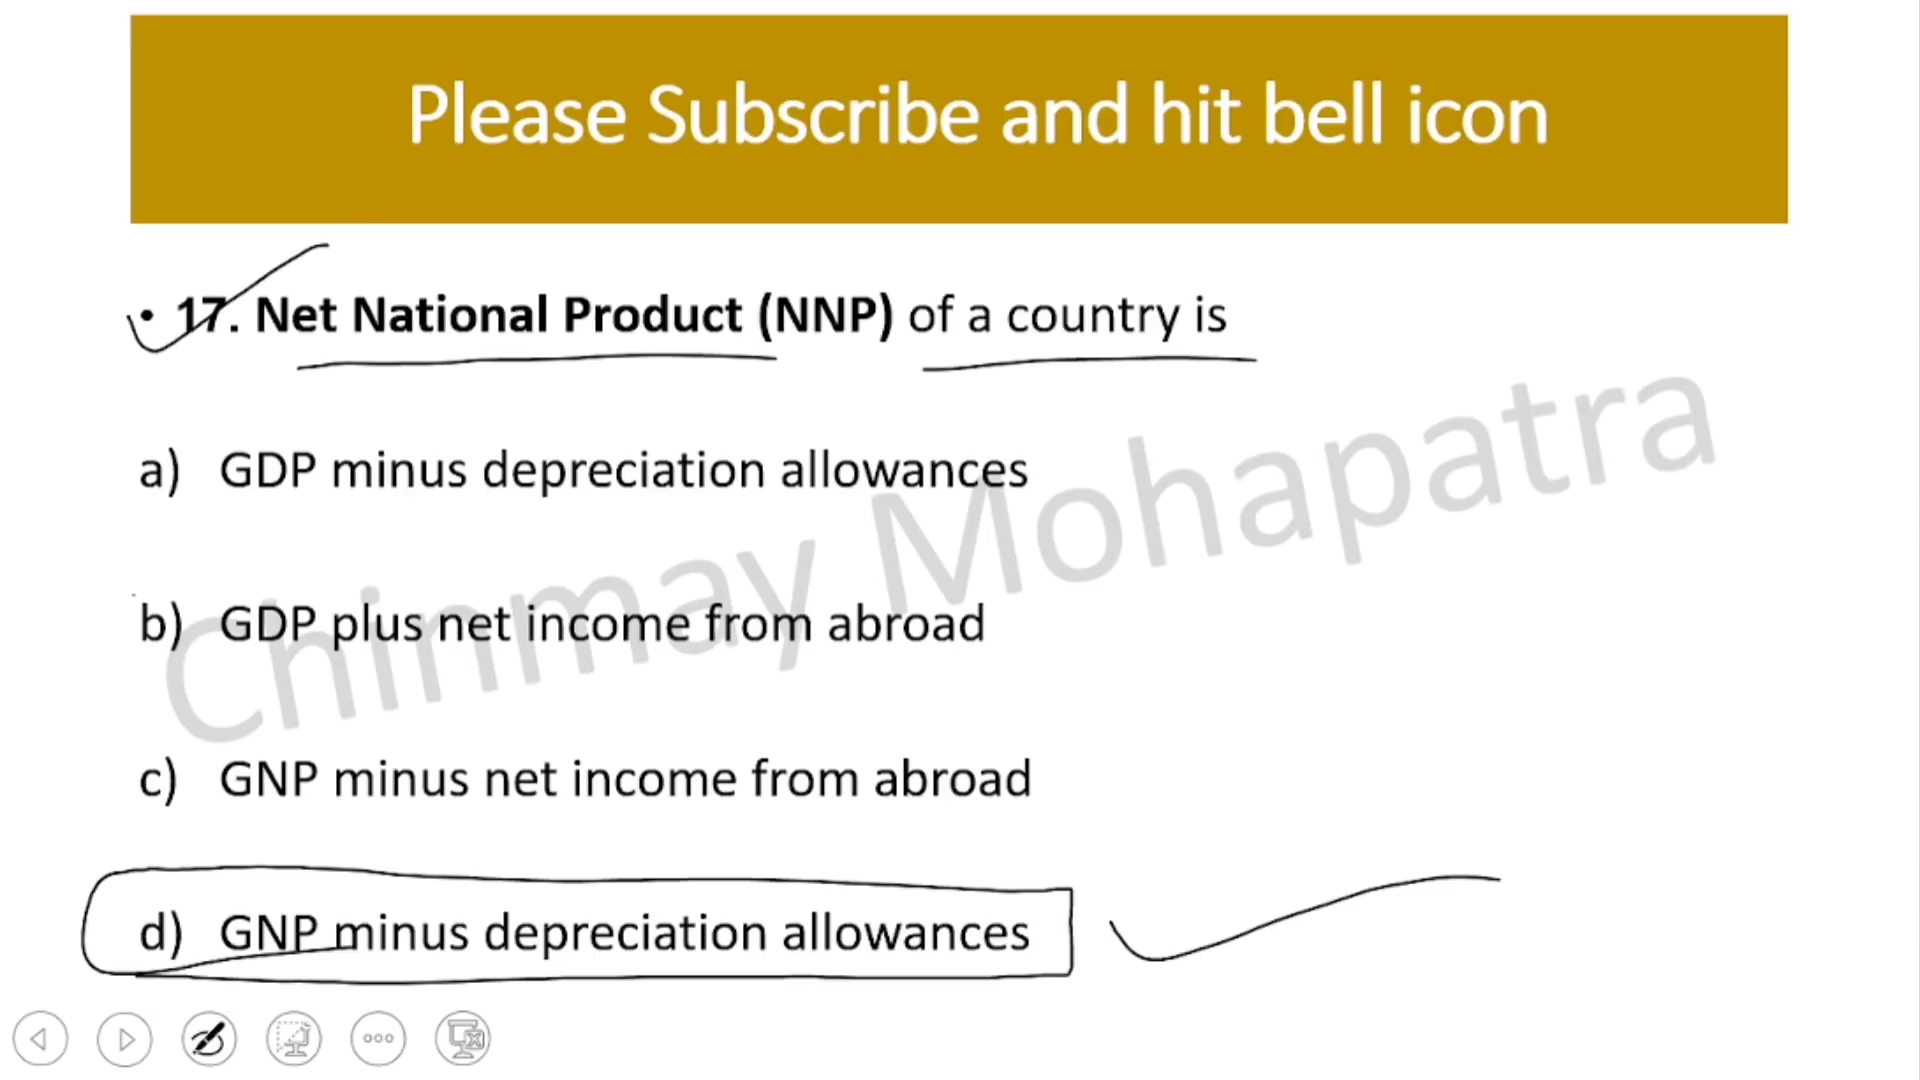 Please Subscribe and hit bell icon
• 17. Net National Product (NNP) of a country is
a) GDP minus depreciation allowances
b) GDP plus net income from abroad
c) GNP minus net income from abroad
d) GNP minus depreciation allowances
Chinmay Mohapatra